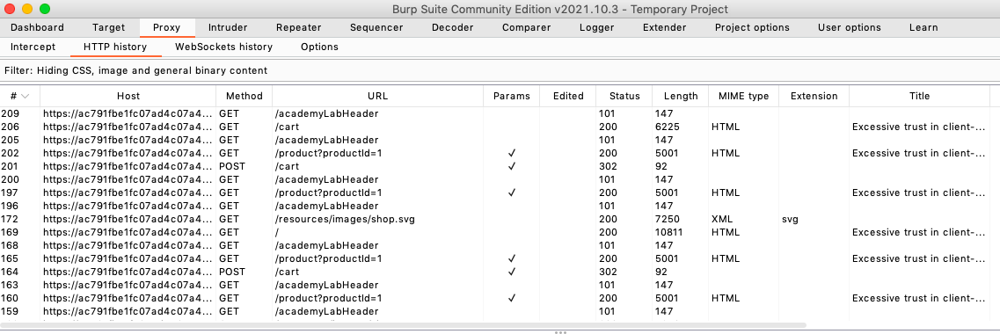 Burp Suite Community Edition v2021.10.3 - Temporary Project
Dashboard Target Proxy Intruder Repeater Sequencer Decoder Comparer Logger Extender Project options User options Learn
Intercept HTTP history WebSockets history Options
Filter: Hiding CSS, image and general binary content
# Host Method URL Params Edited Status Length MIME type Extension Title
209 https://ac791fbe1fc07ad4c07a4... GET /academyLabHeader 101 147
206 https://ac791fbe1fc07ad4c07a4... GET /cart 200 6225 HTML Excessive trust in client-...
205 https://ac791fbe1fc07ad4c07a4... GET /academyLabHeader 101 147
202 https://ac791fbe1fc07ad4c07a4... GET /product?productId=1 ✓ 200 5001 HTML Excessive trust in client-...
201 https://ac791fbe1fc07ad4c07a4... POST /cart ✓ 302 92
200 https://ac791fbe1fc07ad4c07a4... GET /academyLabHeader 101 147
197 https://ac791fbe1fc07ad4c07a4... GET /product?productId=1 ✓ 200 5001 HTML Excessive trust in client-...
196 https://ac791fbe1fc07ad4c07a4... GET /academyLabHeader 101 147
172 https://ac791fbe1fc07ad4c07a4... GET /resources/images/shop.svg 200 7250 XML svg
169 https://ac791fbe1fc07ad4c07a4... GET / 200 10811 HTML Excessive trust in client-...
168 https://ac791fbe1fc07ad4c07a4... GET /academyLabHeader 101 147
165 https://ac791fbe1fc07ad4c07a4... GET /product?productId=1 ✓ 200 5001 HTML Excessive trust in client-...
164 https://ac791fbe1fc07ad4c07a4... POST /cart ✓ 302 92
163 https://ac791fbe1fc07ad4c07a4... GET /academyLabHeader 101 147
160 https://ac791fbe1fc07ad4c07a4... GET /product?productId=1 ✓ 200 5001 HTML Excessive trust in client-...
159 https://ac791fbe1fc07ad4c07a4... GET /academyLabHeader 101 147